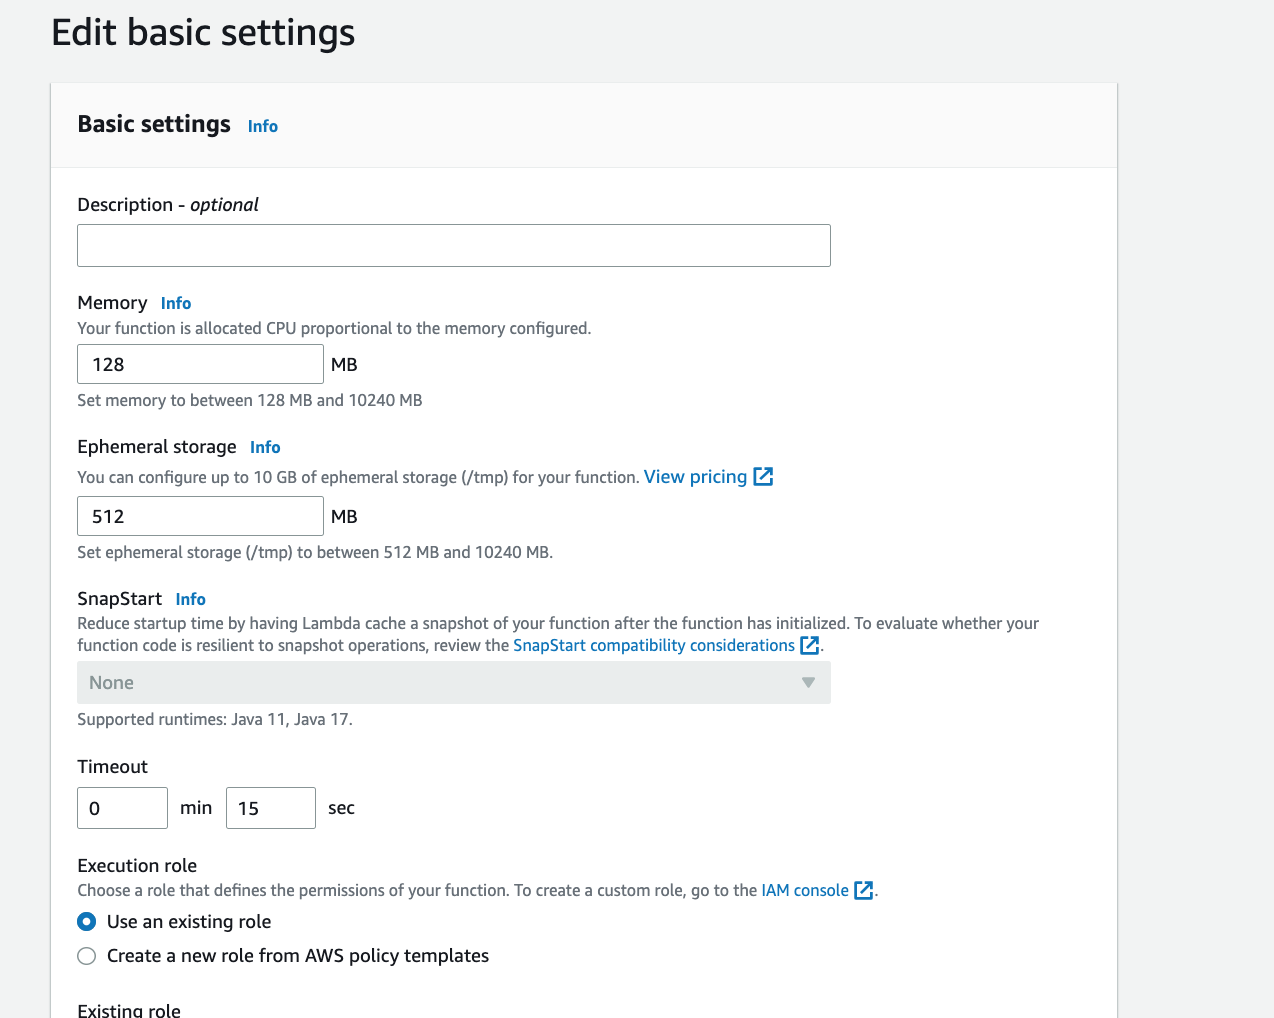 Edit basic settings
Basic settings Info
Description - optional
Memory Info
Your function is allocated CPU proportional to the memory configured.
128 MB
Set memory to between 128 MB and 10240 MB
Ephemeral storage Info
You can configure up to 10 GB of ephemeral storage (/tmp) for your function. View pricing
512 MB
Set ephemeral storage (/tmp) to between 512 MB and 10240 MB.
SnapStart Info
Reduce startup time by having Lambda cache a snapshot of your function after the function has initialized. To evaluate whether your
function code is resilient to snapshot operations, review the SnapStart compatibility considerations .
None
Supported runtimes: Java 11, Java 17.
Timeout
0 min 15 sec
Execution role
Choose a role that defines the permissions of your function. To create a custom role, go to the IAM console .
Use an existing role
Create a new role from AWS policy templates
Existing role